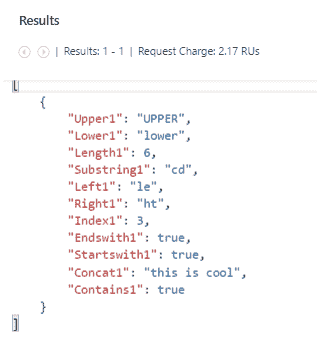 Results
| Results: 1 - 1 | Request Charge: 2.17 RUs
[
{
"Upper1": "UPPER",
"Lower1": "lower",
"Length1": 6,
"Substring1": "cd",
"Left1": "le",
"Right1": "ht",
"Index1": 3,
"Endswith1": true,
"Startswith1": true,
"Concat1": "this is cool",
"Contains1": true
}
]